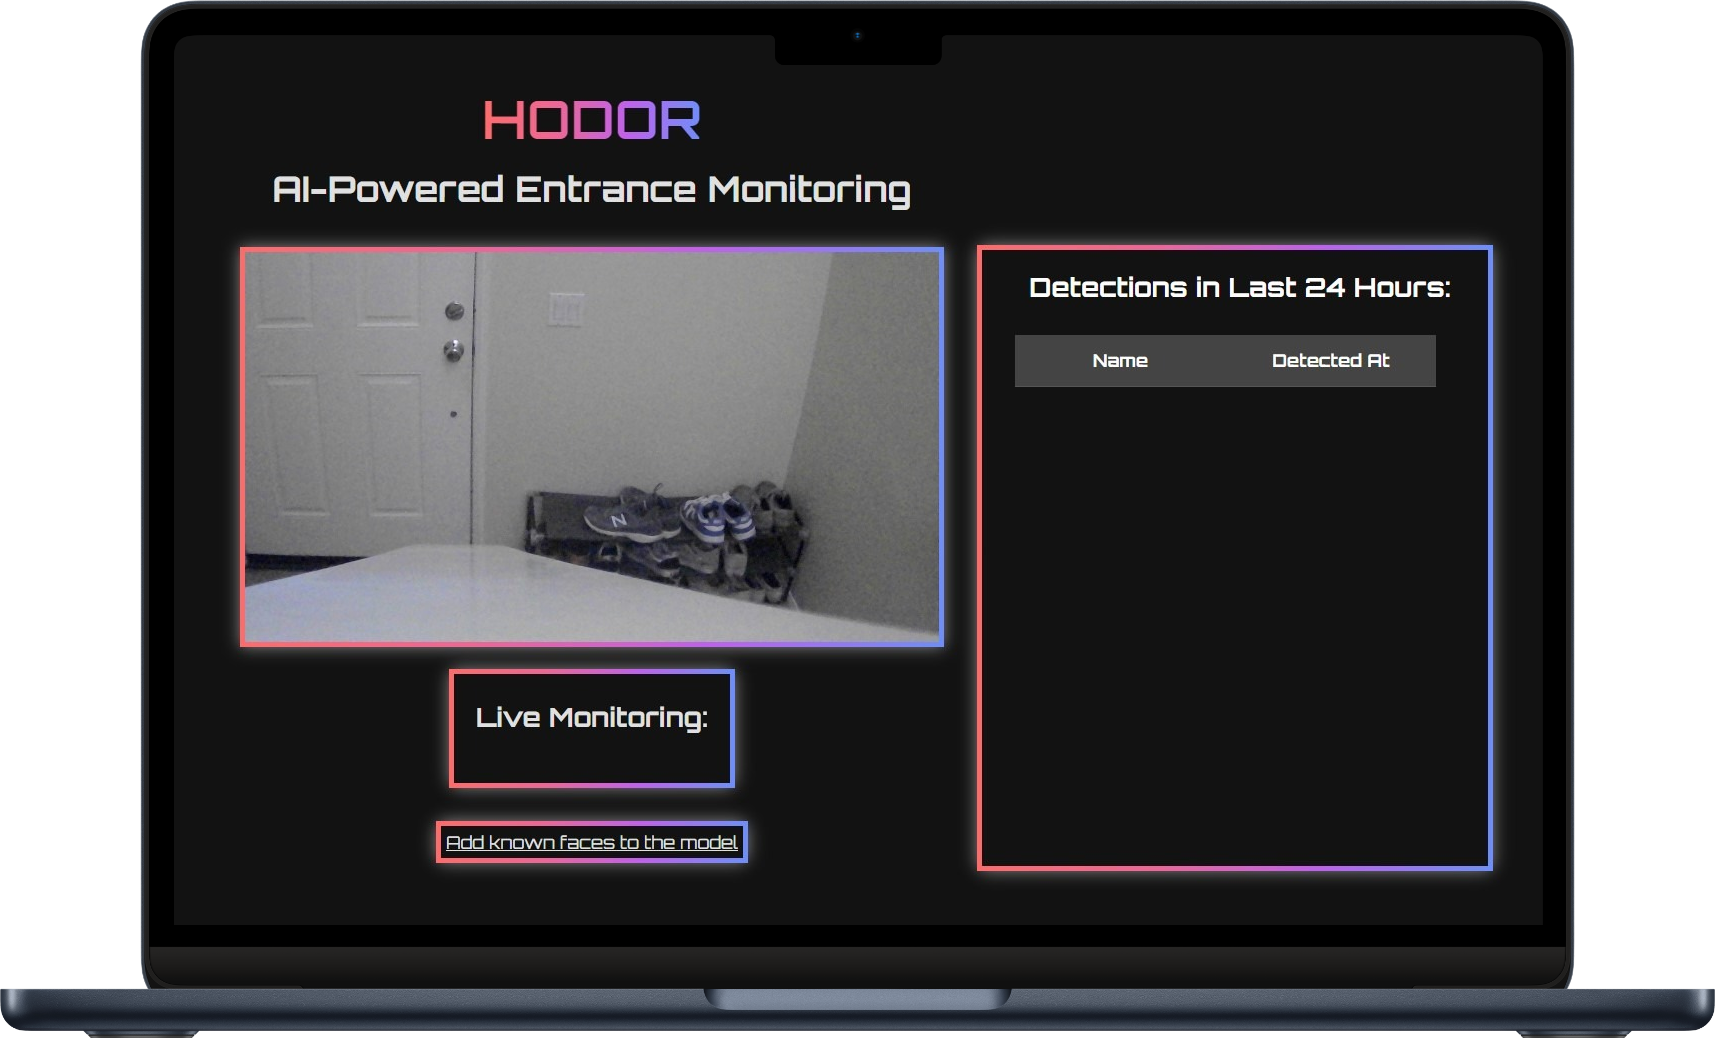 HODOR
AI-Powered Entrance Monitoring
Detections in Last 24 Hours:
Name Detected At
N
Live Monitoring:
Add known faces to the model